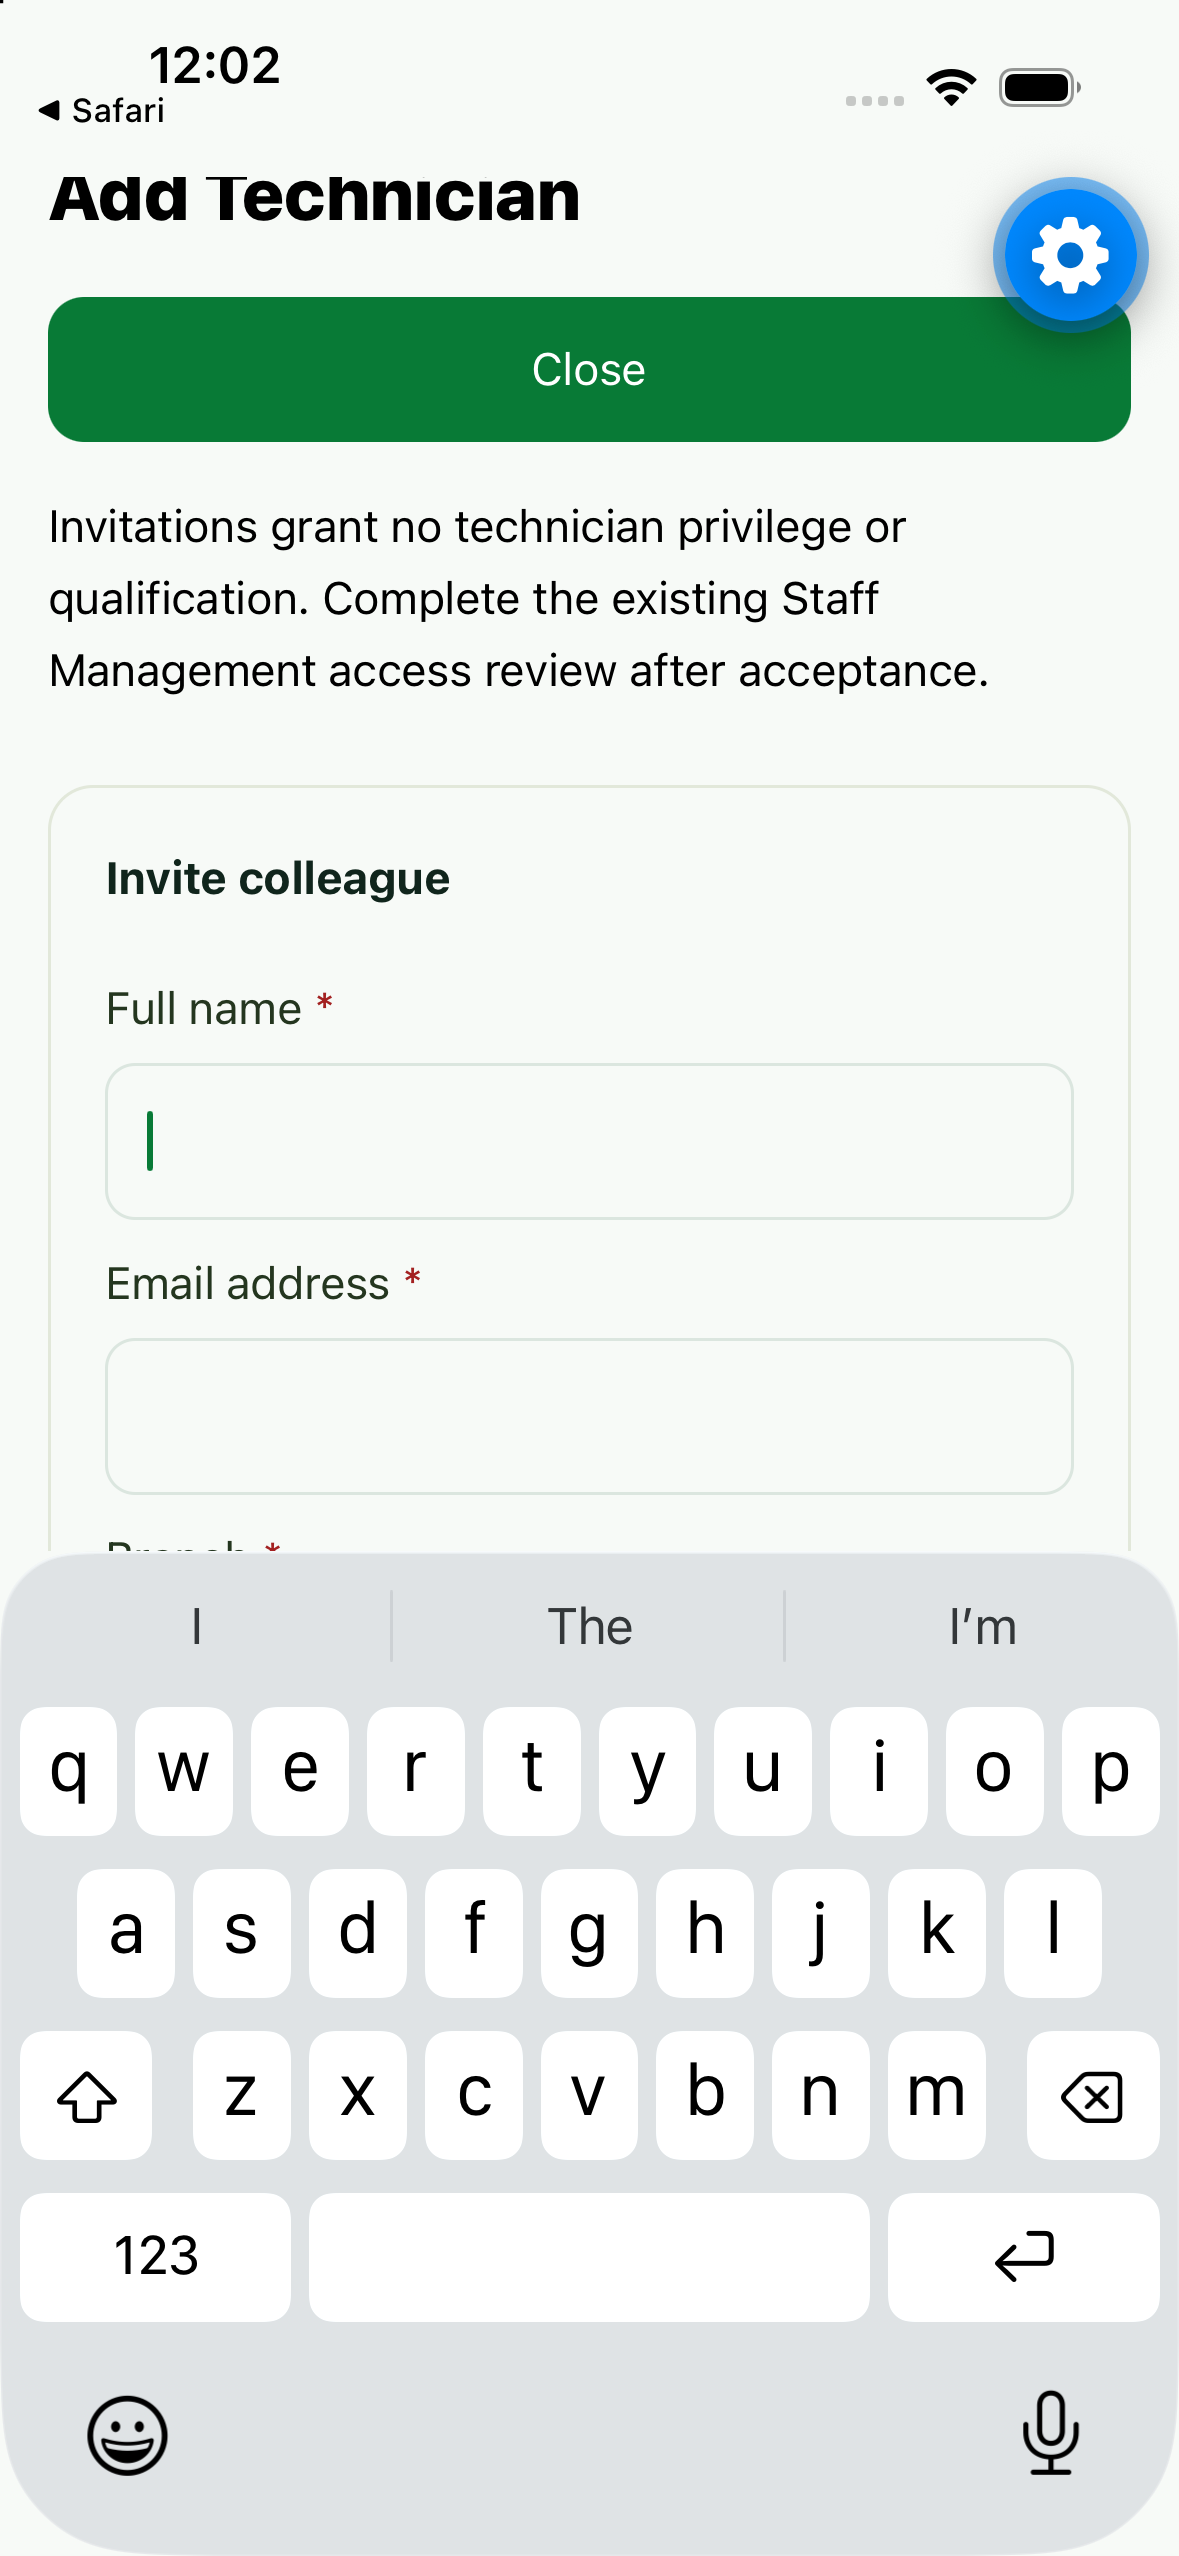 12:02
Safari
Add Technician
Close
Invitations grant no technician privilege or
qualification. Complete the existing Staff
Management access review after acceptance.
Invite colleague
Full name *
Email address *
Branch *
I The I’m
q w e r t y u i o p
a s d f g h j k l
z x c v b n m
123